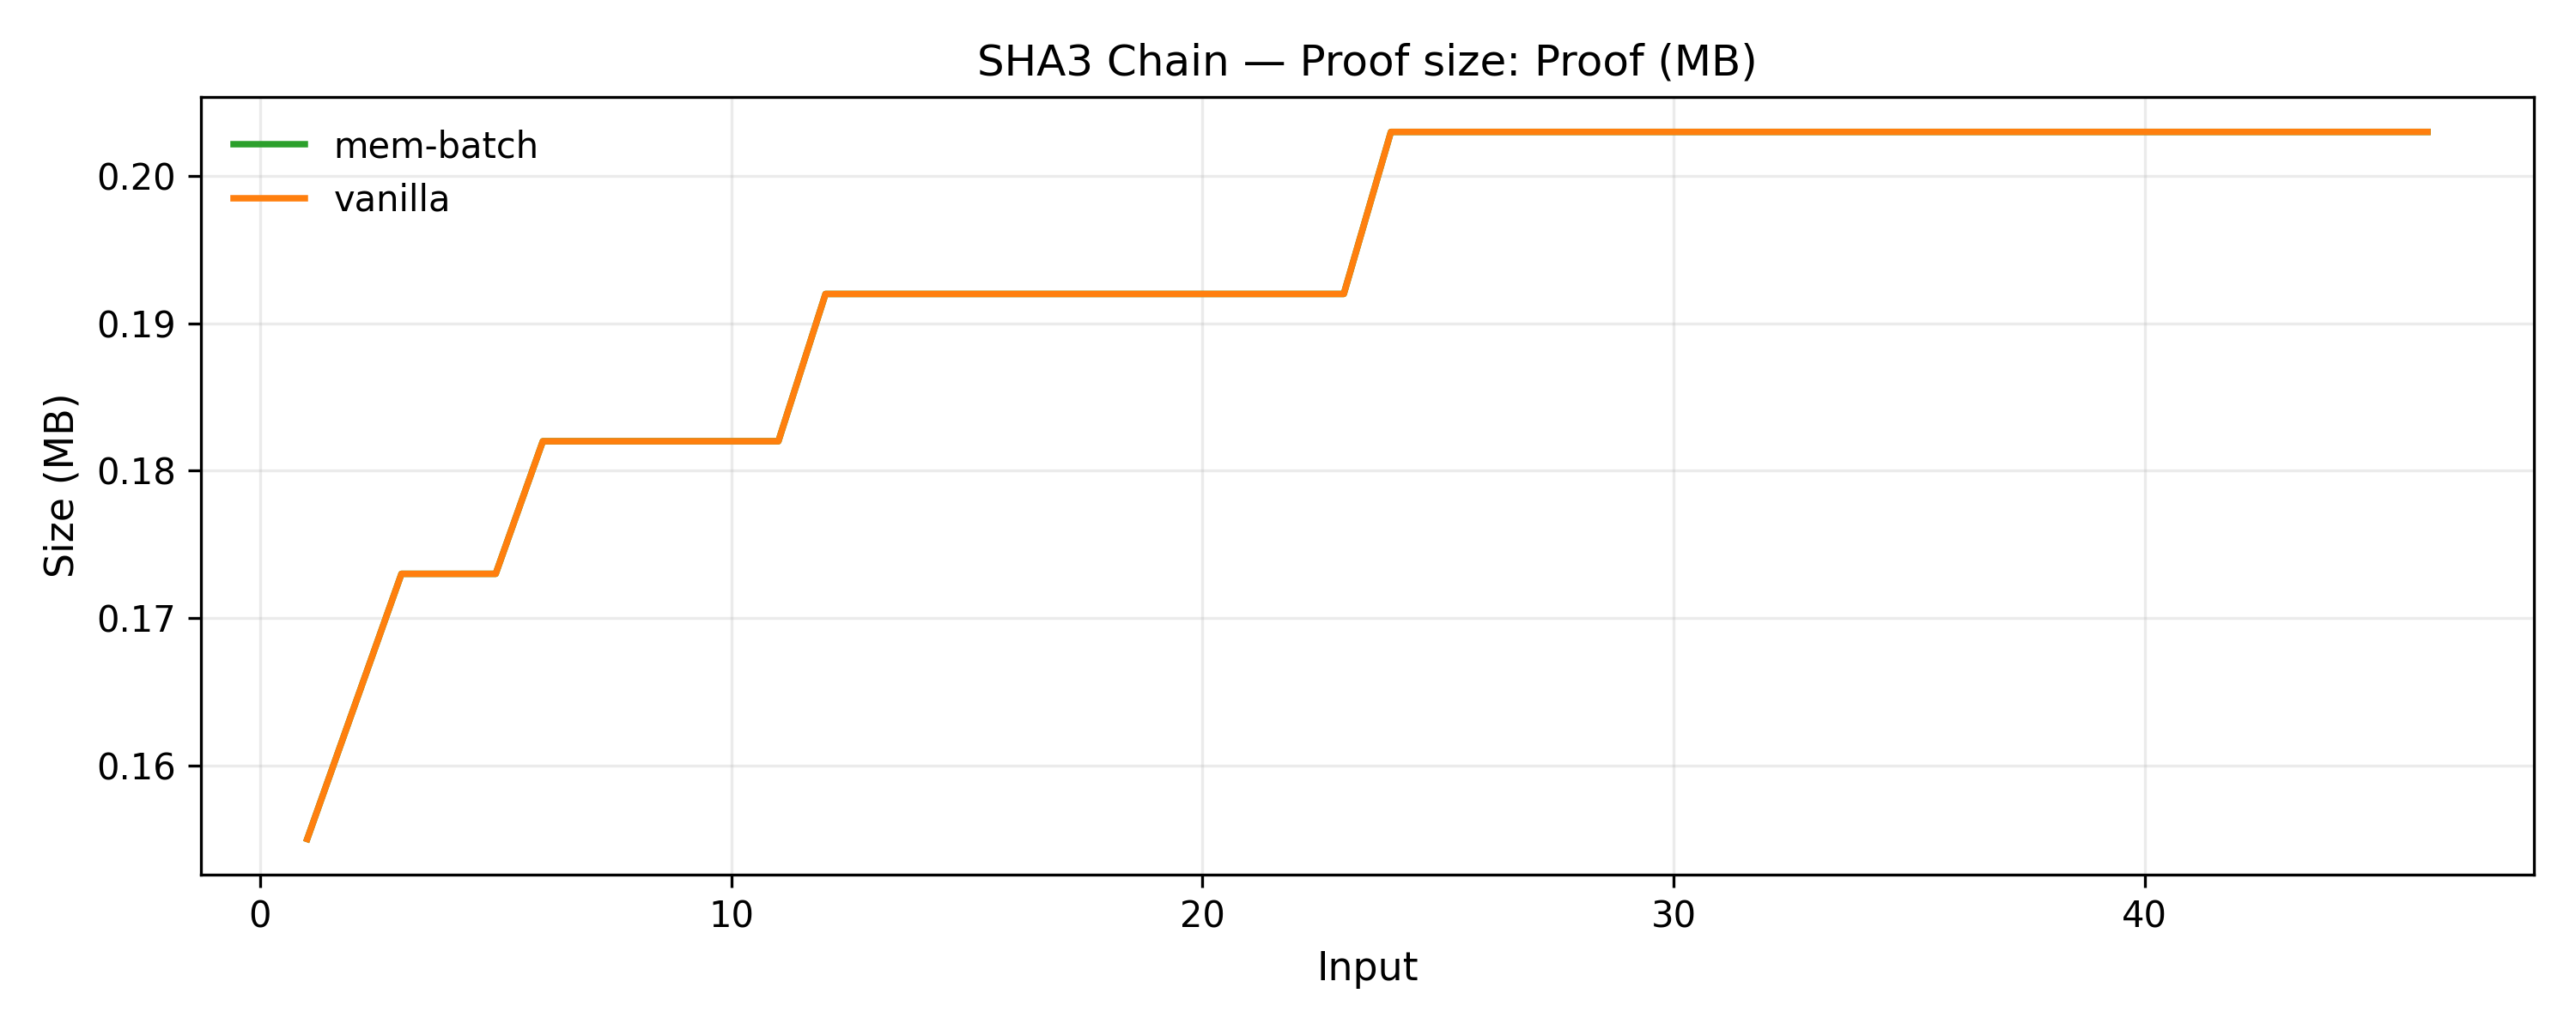 SHA3 Chain — Proof size: Proof (MB)
mem-batch
vanilla
0.20
0.19
0.18
0.17
0.16
Size (MB)
0 10 20 30 40
Input